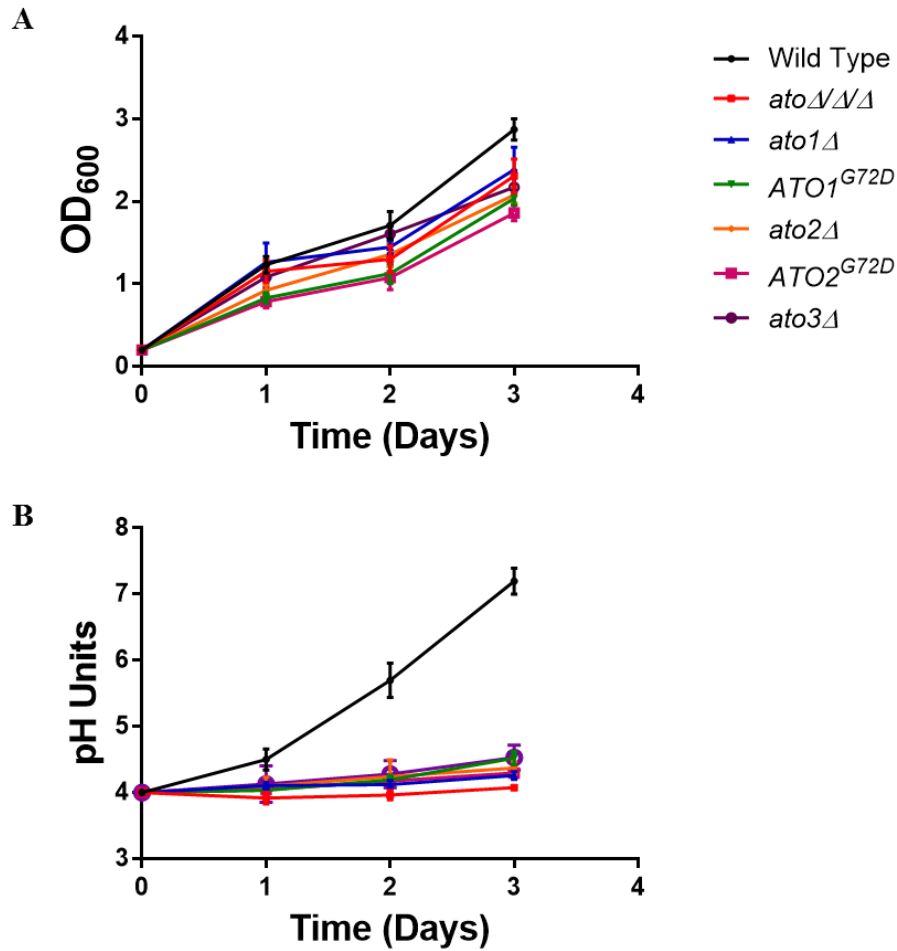 A
4
3
2
1
0
OD₆₀₀
0 1 2 3 4
Time (Days)
Wild Type
atoΔ/Δ/Δ
ato1Δ
ATO1ᴳ⁷²ᴰ
ato2Δ
ATO2ᴳ⁷²ᴰ
ato3Δ
B
8
7
6
5
4
3
pH Units
0 1 2 3 4
Time (Days)